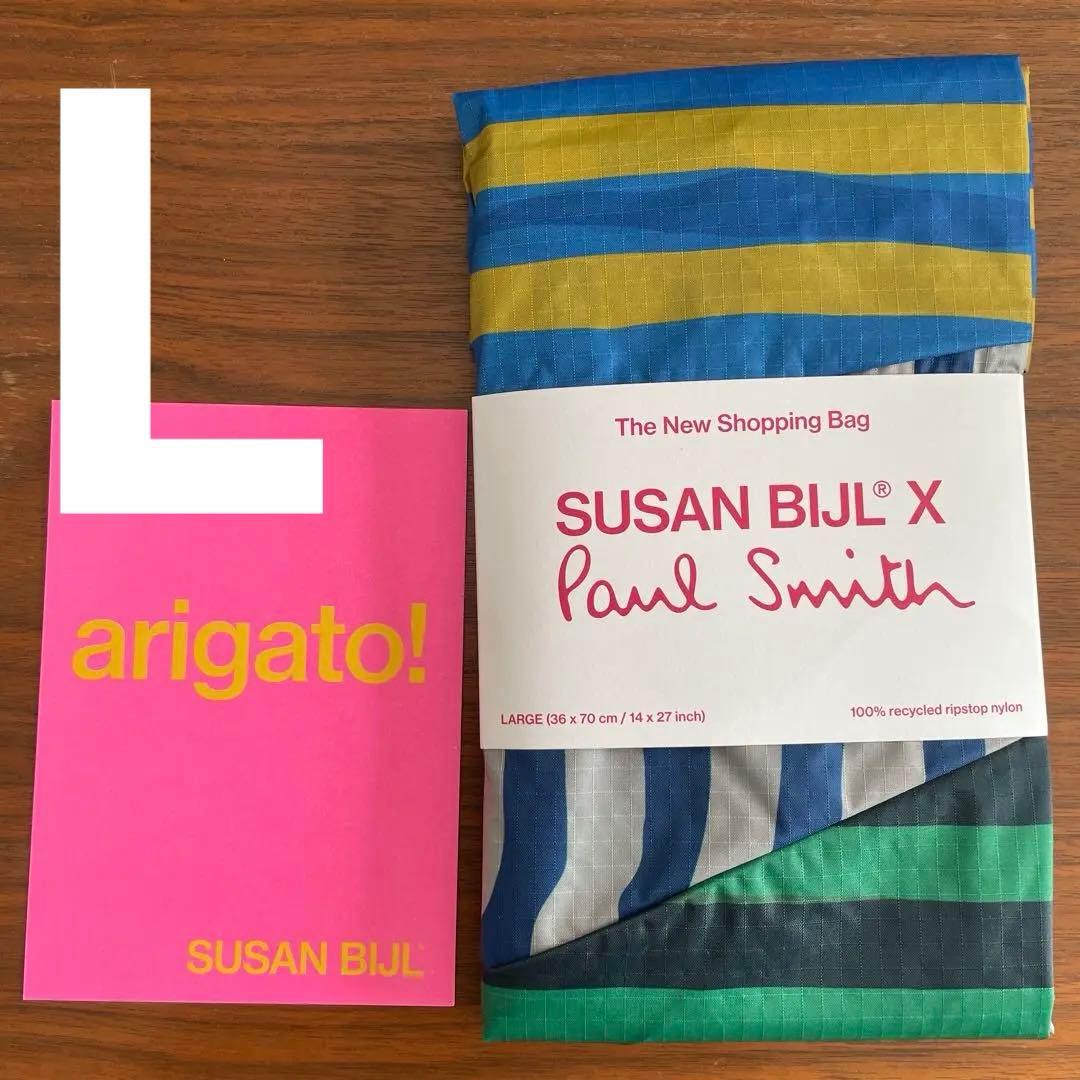 L
arigato!
SUSAN BIJL
The New Shopping Bag
SUSAN BIJL® X
Paul Smith
LARGE (36 x 70 cm / 14 x 27 inch)
100% recycled ripstop nylon